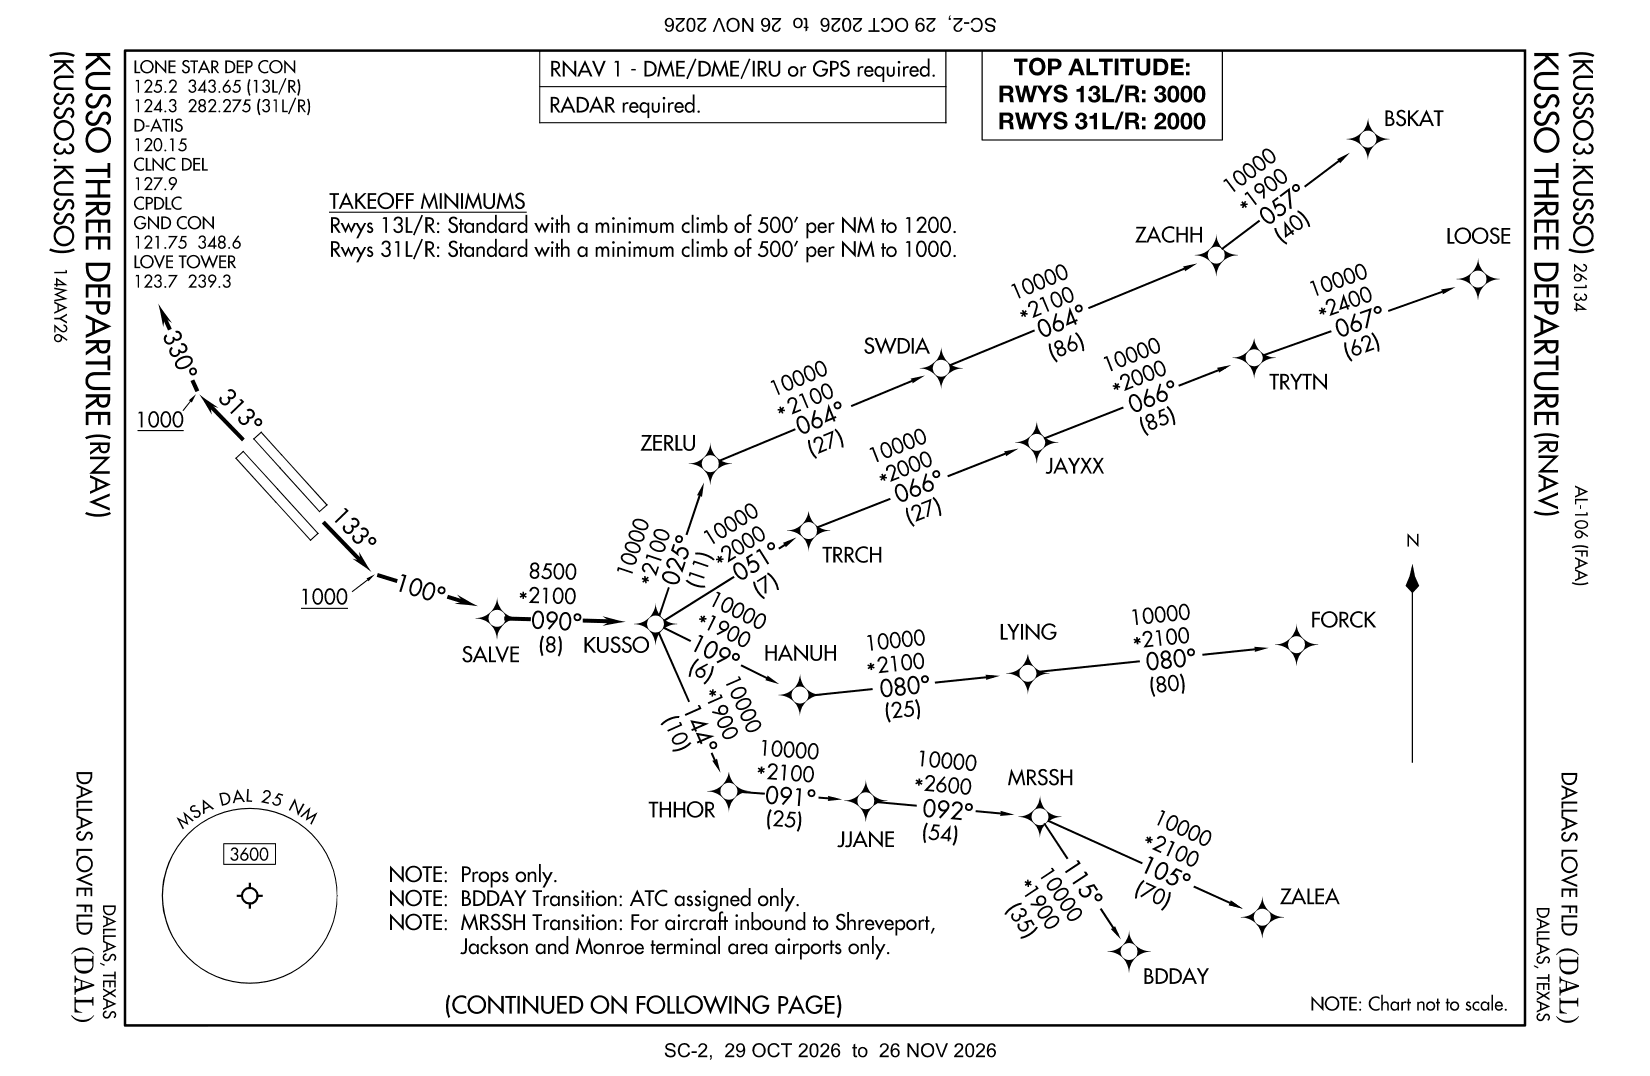 SC-2, 29 OCT 2026 to 26 NOV 2026
(KUSSO3.KUSSO) 14MAY26
KUSSO THREE DEPARTURE (RNAV)
DALLAS LOVE FLD (DAL)
DALLAS, TEXAS
LONE STAR DEP CON
125.2 343.65 (13L/R)
124.3 282.275 (31L/R)
D-ATIS
120.15
CLNC DEL
127.9
CPDLC
GND CON
121.75 348.6
LOVE TOWER
123.7 239.3
RNAV 1 - DME/DME/IRU or GPS required.
RADAR required.
TOP ALTITUDE:
RWYS 13L/R: 3000
RWYS 31L/R: 2000
TAKEOFF MINIMUMS
Rwys 13L/R: Standard with a minimum climb of 500′ per NM to 1200.
Rwys 31L/R: Standard with a minimum climb of 500′ per NM to 1000.
330°
1000
313°
133°
1000
100°
SALVE
8500
*2100
090°
(8)
KUSSO
10000
*2100
025°
(11)
ZERLU
10000
*2100
064°
(27)
SWDIA
10000
*2100
064°
(86)
ZACHH
10000
*1900
057°
(40)
BSKAT
10000
*2000
051°
(7)
TRRCH
10000
*2000
066°
(27)
JAYXX
10000
*2000
066°
(85)
TRYTN
10000
*2400
067°
(62)
LOOSE
10000
*1900
109°
(6)
HANUH
10000
*2100
080°
(25)
LYING
10000
*2100
080°
(80)
FORCK
10000
*1900
144°
(10)
THHOR
10000
*2100
091°
(25)
JJANE
10000
*2600
092°
(54)
MRSSH
10000
*2100
105°
(70)
ZALEA
115°
10000
*1900
(35)
BDDAY
N
MSA DAL 25 NM
3600
NOTE: Props only.
NOTE: BDDAY Transition: ATC assigned only.
NOTE: MRSSH Transition: For aircraft inbound to Shreveport,
Jackson and Monroe terminal area airports only.
(CONTINUED ON FOLLOWING PAGE)
NOTE: Chart not to scale.
(KUSSO3.KUSSO) 26134
KUSSO THREE DEPARTURE (RNAV)
AL-106 (FAA)
DALLAS LOVE FLD (DAL)
DALLAS, TEXAS
SC-2, 29 OCT 2026 to 26 NOV 2026